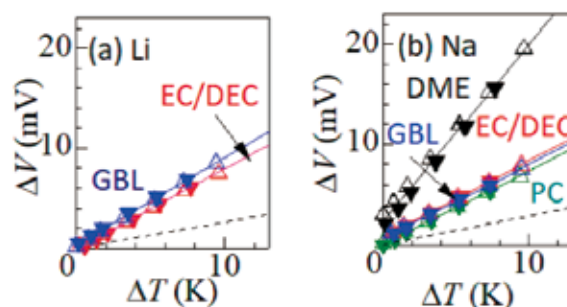 (a) Li
20
EC/DEC
10
GBL
0
10
ΔV (mV)
ΔT (K)
(b) Na
20
DME
GBL
EC/DEC
10
PC
0
10
ΔV (mV)
ΔT (K)